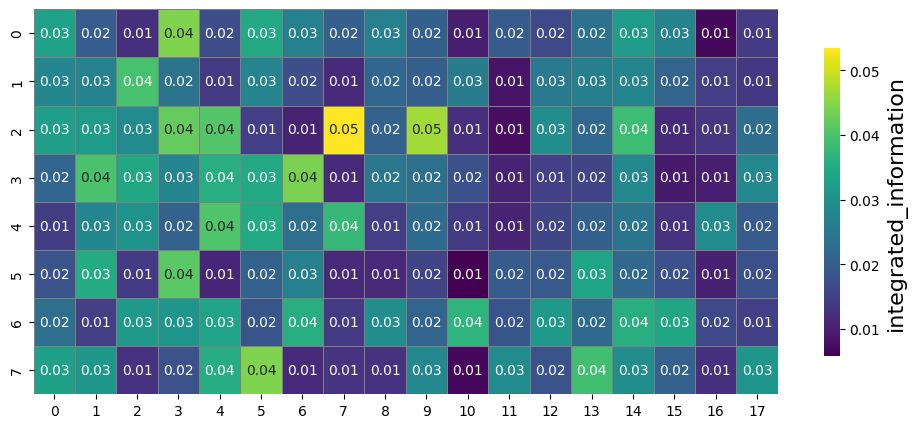 0 0.03 0.02 0.01 0.04 0.02 0.03 0.03 0.02 0.03 0.02 0.01 0.02 0.02 0.02 0.03 0.03 0.01 0.01
1 0.03 0.03 0.04 0.02 0.01 0.03 0.02 0.01 0.02 0.02 0.03 0.01 0.03 0.03 0.03 0.02 0.01 0.01
2 0.03 0.03 0.03 0.04 0.04 0.01 0.01 0.05 0.02 0.05 0.01 0.01 0.03 0.02 0.04 0.01 0.01 0.02
3 0.02 0.04 0.03 0.03 0.04 0.03 0.04 0.01 0.02 0.02 0.02 0.01 0.01 0.02 0.03 0.01 0.01 0.03
4 0.01 0.03 0.03 0.02 0.04 0.03 0.02 0.04 0.01 0.02 0.01 0.01 0.02 0.02 0.02 0.01 0.03 0.02
5 0.02 0.03 0.01 0.04 0.01 0.02 0.03 0.01 0.01 0.02 0.01 0.02 0.02 0.03 0.02 0.02 0.01 0.02
6 0.02 0.01 0.03 0.03 0.03 0.02 0.04 0.01 0.03 0.02 0.04 0.02 0.03 0.02 0.04 0.03 0.02 0.01
7 0.03 0.03 0.01 0.02 0.04 0.04 0.01 0.01 0.01 0.03 0.01 0.03 0.02 0.04 0.03 0.02 0.01 0.03
0 1 2 3 4 5 6 7 8 9 10 11 12 13 14 15 16 17
0.05
0.04
0.03
0.02
0.01
integrated_information